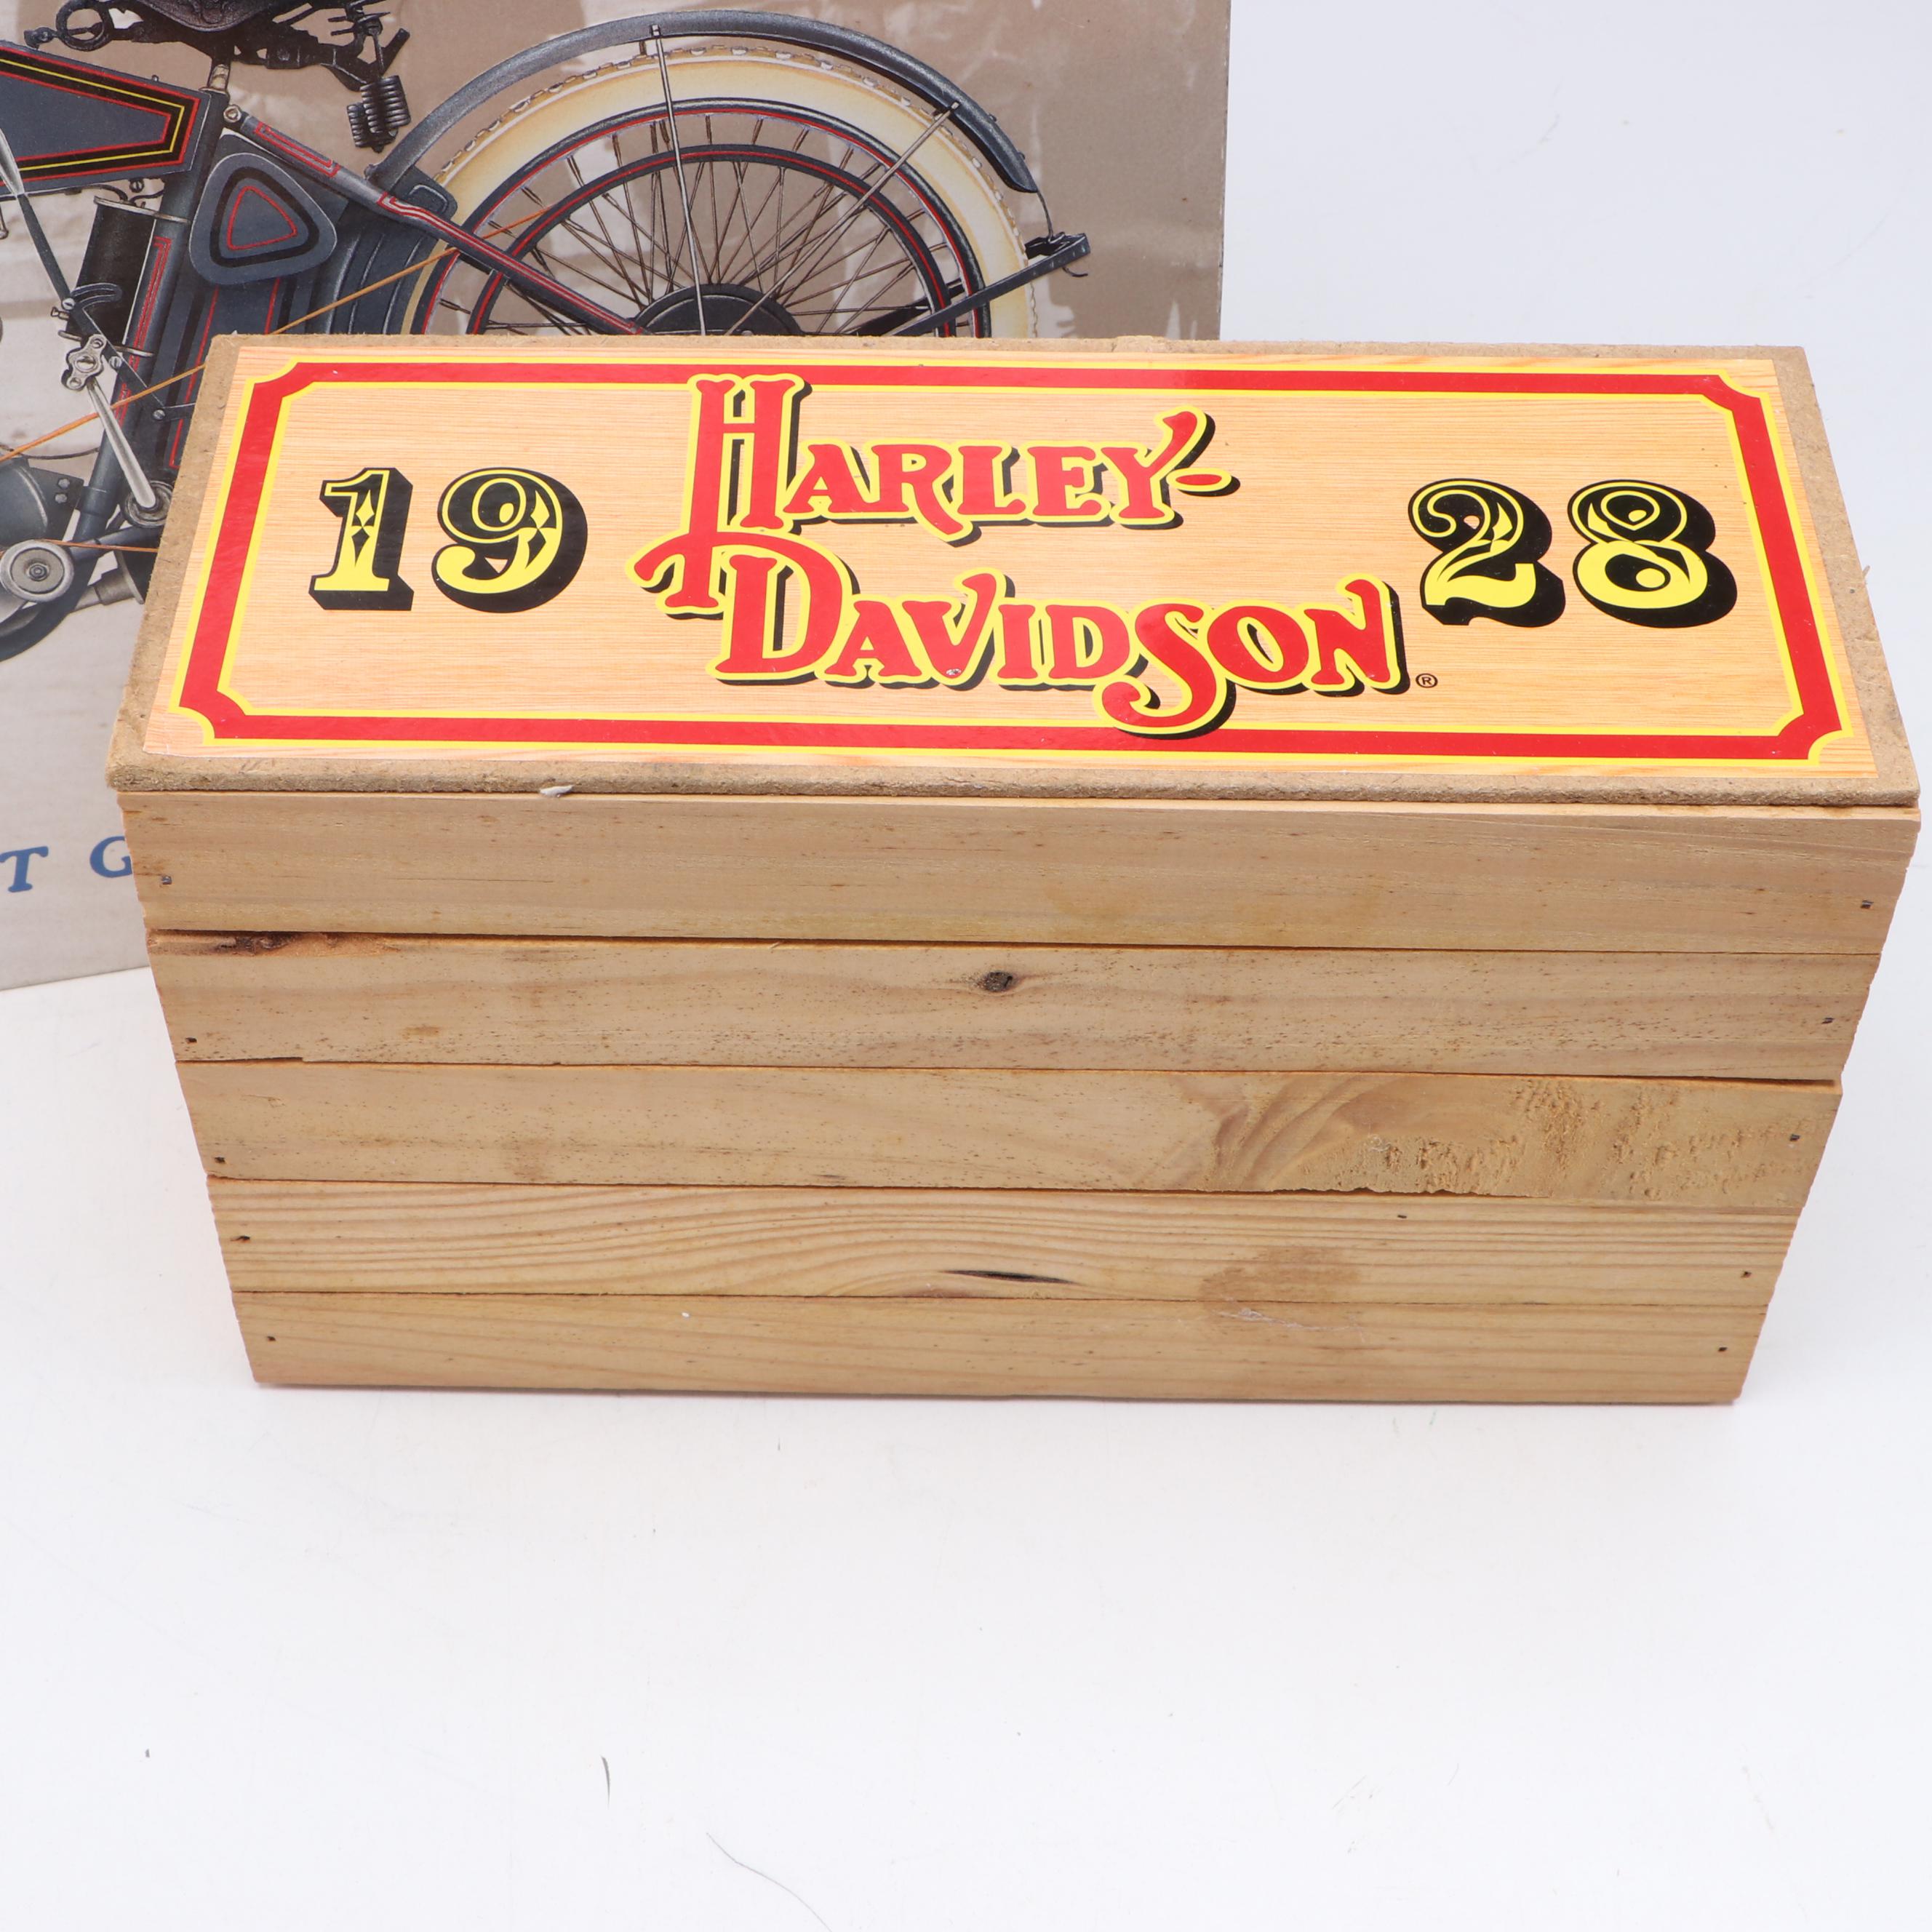 19 HARLEY- 28
DAVIDSON®
T G